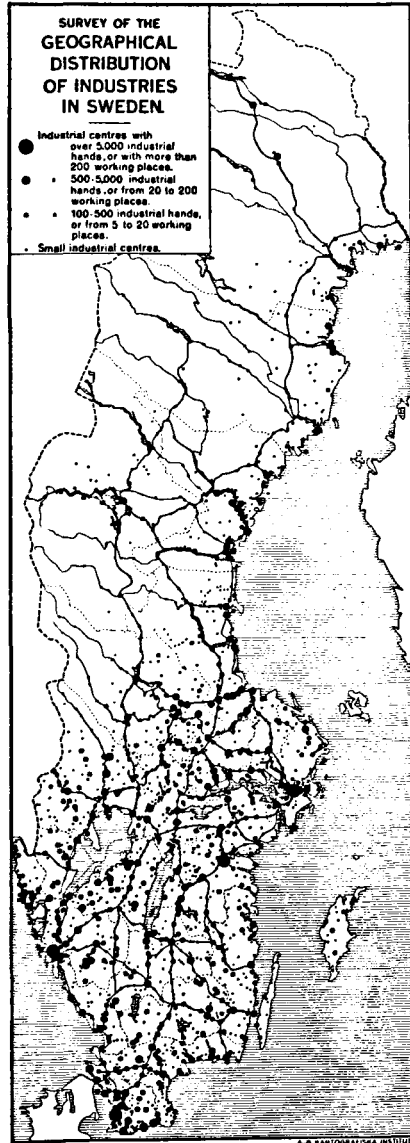 SURVEY OF THE
GEOGRAPHICAL
DISTRIBUTION
OF INDUSTRIES
IN SWEDEN.
Industrial centres with
over 5.000 industrial
hands, or with more than
200 working places.
500-5,000 industrial
hands, or from 20 to 200
working places.
100-500 industrial hands,
or from 5 to 20 working
places.
Small industrial centres.
A. B. KARTOGRAFISKA INSTITUT